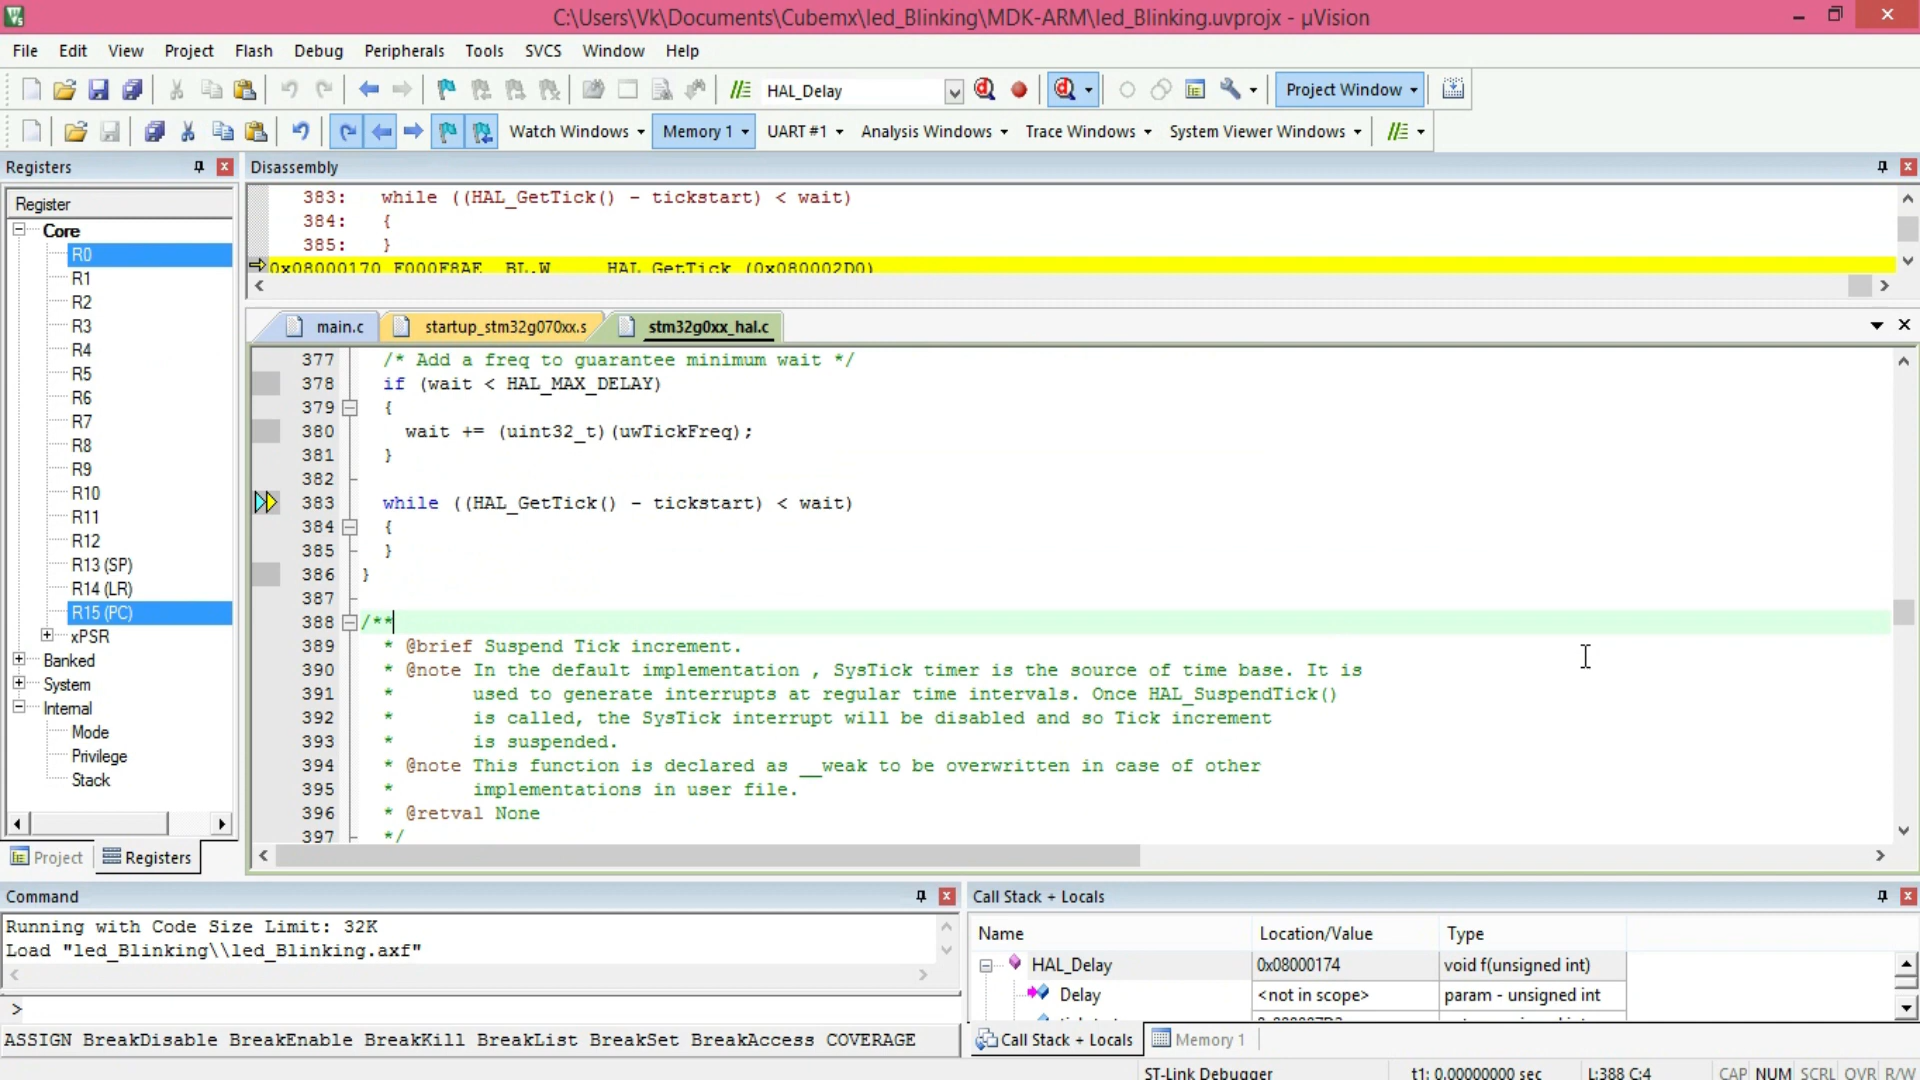 C:\Users\Vk\Documents\Cubemx\led_Blinking\MDK-ARM\led_Blinking.uvprojx - µVision
File Edit View Project Flash Debug Peripherals Tools SVCS Window Help
HAL_Delay Project Window
Watch Windows Memory 1 UART #1 Analysis Windows Trace Windows System Viewer Windows
Registers
Register
Core
R0
R1
R2
R3
R4
R5
R6
R7
R8
R9
R10
R11
R12
R13 (SP)
R14 (LR)
R15 (PC)
xPSR
Banked
System
Internal
Mode
Privilege
Stack
Project Registers
Disassembly
383: while ((HAL_GetTick() - tickstart) < wait)
384: {
385: }
0x08000170 F000F8AE BL.W HAL_GetTick (0x080002D0)
main.c startup_stm32g070xx.s stm32g0xx_hal.c
377 /* Add a freq to guarantee minimum wait */
378 if (wait < HAL_MAX_DELAY)
379 {
380 wait += (uint32_t)(uwTickFreq);
381 }
382
383 while ((HAL_GetTick() - tickstart) < wait)
384 {
385 }
386 }
387
388 /**
389 * @brief Suspend Tick increment.
390 * @note In the default implementation , SysTick timer is the source of time base. It is
391 * used to generate interrupts at regular time intervals. Once HAL_SuspendTick()
392 * is called, the SysTick interrupt will be disabled and so Tick increment
393 * is suspended.
394 * @note This function is declared as __weak to be overwritten in case of other
395 * implementations in user file.
396 * @retval None
397 */
Command
Running with Code Size Limit: 32K
Load "led_Blinking\\led_Blinking.axf"
>
ASSIGN BreakDisable BreakEnable BreakKill BreakList BreakSet BreakAccess COVERAGE
Call Stack + Locals
Name Location/Value Type
HAL_Delay 0x08000174 void f(unsigned int)
Delay <not in scope> param - unsigned int
Call Stack + Locals Memory 1
ST-Link Debugger t1: 0.00000000 sec L:388 C:4 CAP NUM SCRL OVR R/W